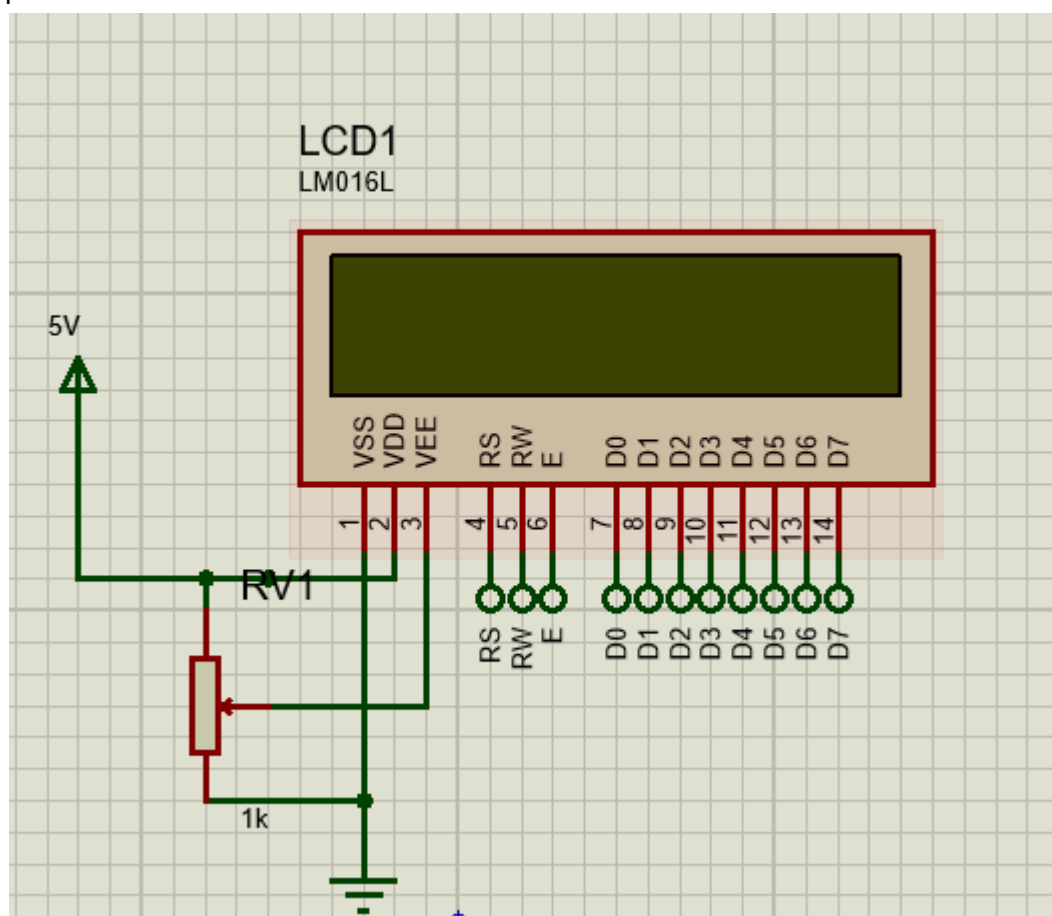 LCD1
LM016L
5V
VSS VDD VEE RS RW E D0 D1 D2 D3 D4 D5 D6 D7
1 2 3 4 5 6 7 8 9 10 11 12 13 14
RV1
RS RW E D0 D1 D2 D3 D4 D5 D6 D7
1k